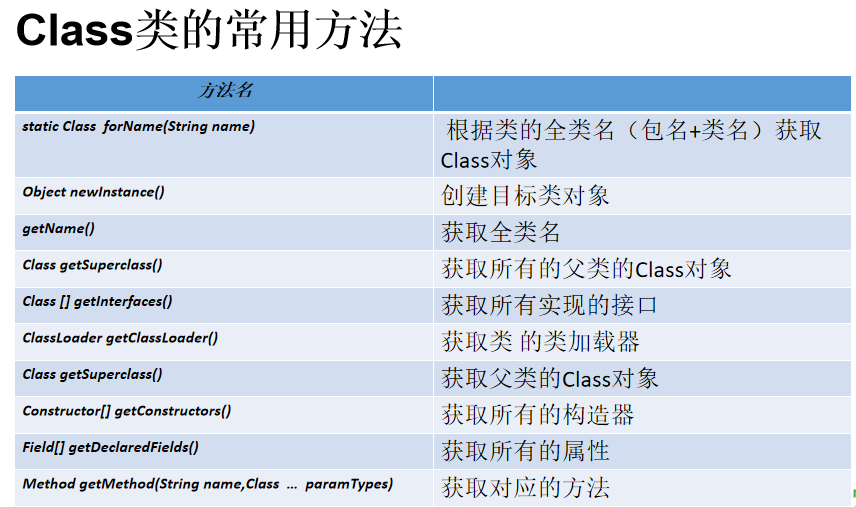 Class类的常用方法
方法名
static Class forName(String name)
根据类的全类名（包名+类名）获取
Class对象
Object newInstance()
创建目标类对象
getName()
获取全类名
Class getSuperclass()
获取所有的父类的Class对象
Class [] getInterfaces()
获取所有实现的接口
ClassLoader getClassLoader()
获取类 的类加载器
Class getSuperclass()
获取父类的Class对象
Constructor[] getConstructors()
获取所有的构造器
Field[] getDeclaredFields()
获取所有的属性
Method getMethod(String name,Class … paramTypes)
获取对应的方法